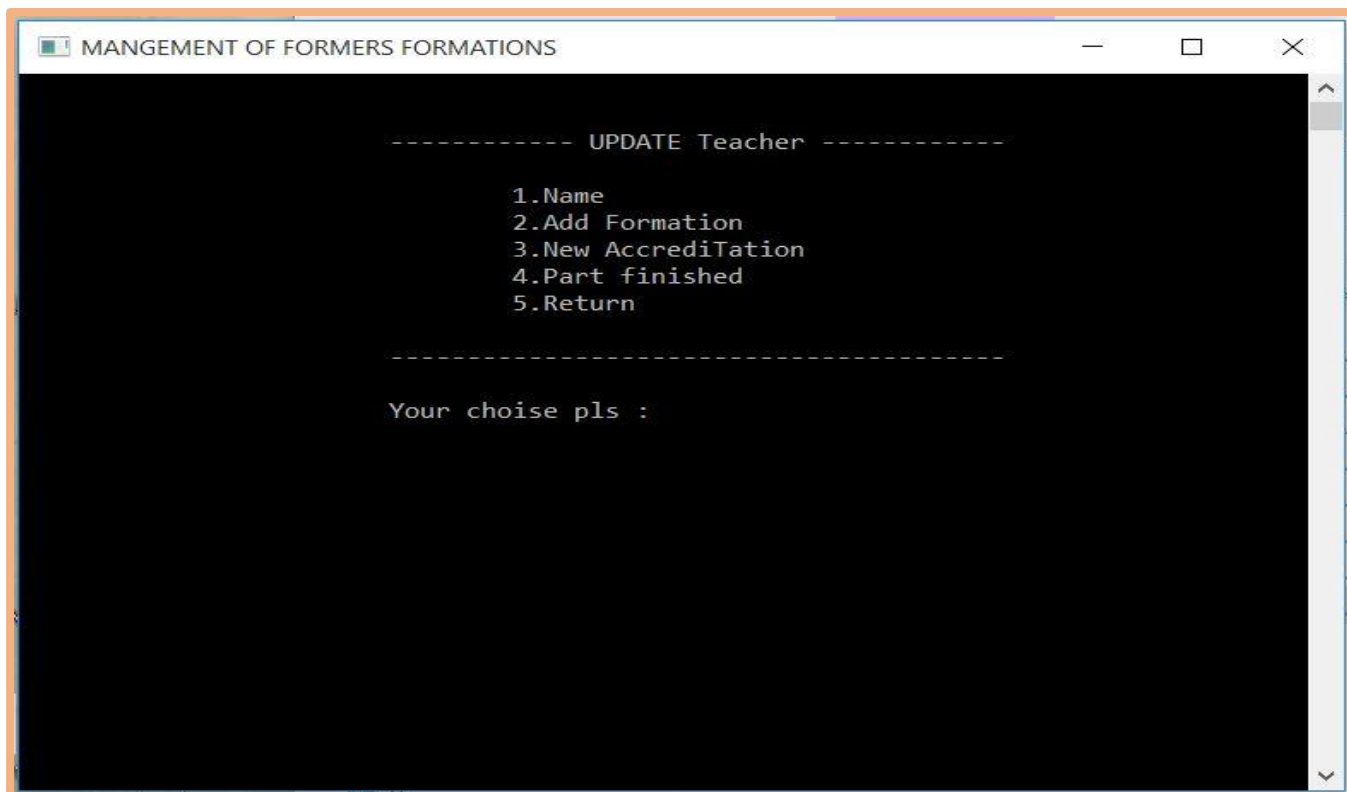 MANGEMENT OF FORMERS FORMATIONS
------------ UPDATE Teacher ------------
1.Name
2.Add Formation
3.New AccrediTation
4.Part finished
5.Return
----------------------------------------
Your choise pls :